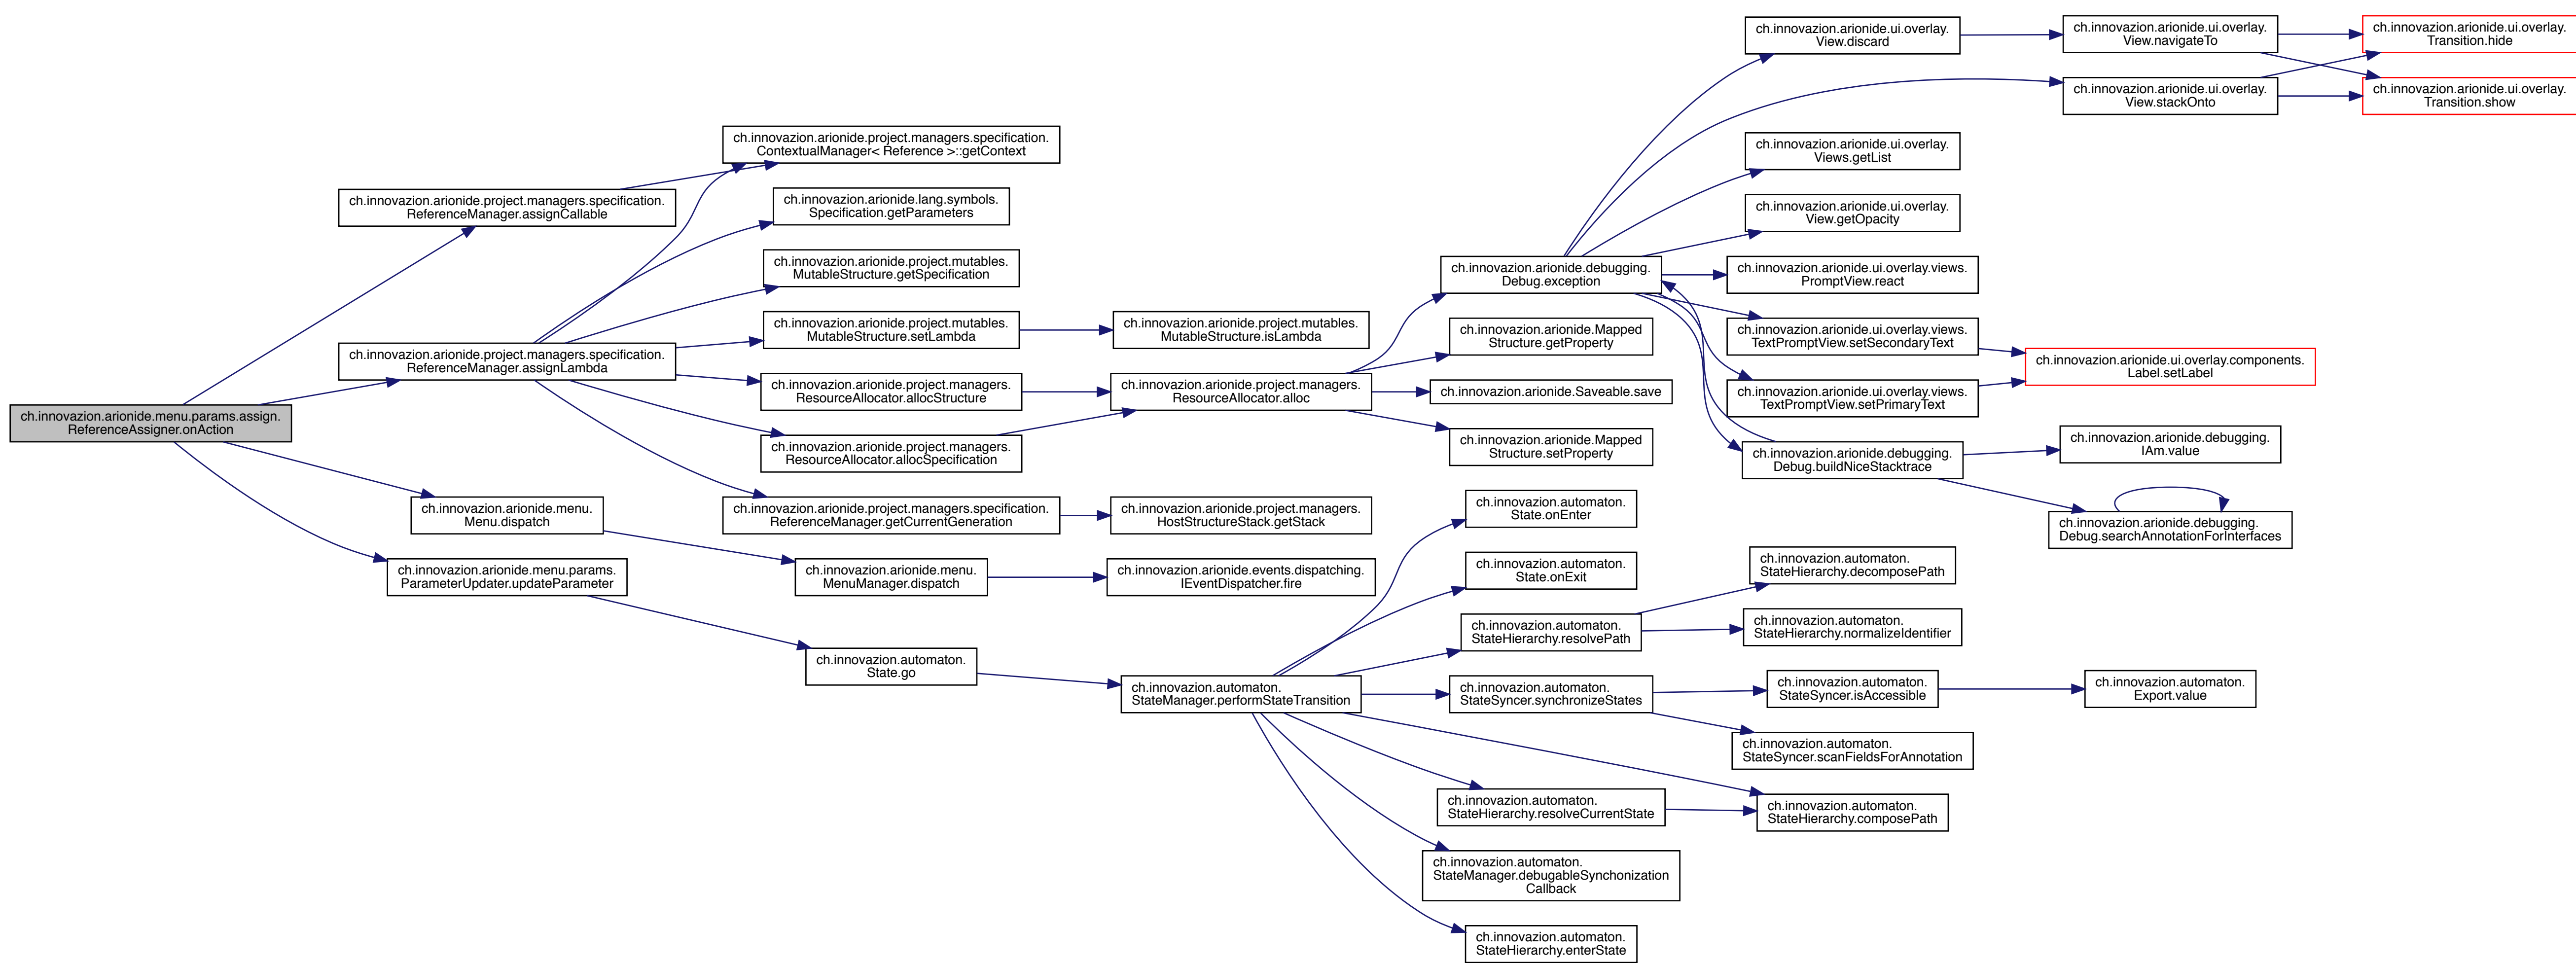 ch.innovazion.arionide.menu.params.assign.
ReferenceAssigner.onAction
ch.innovazion.arionide.project.managers.specification.
ReferenceManager.assignCallable
ch.innovazion.arionide.project.managers.specification.
ReferenceManager.assignLambda
ch.innovazion.arionide.menu.
Menu.dispatch
ch.innovazion.arionide.menu.params.
ParameterUpdater.updateParameter
ch.innovazion.arionide.project.managers.specification.
ContextualManager< Reference >::getContext
ch.innovazion.arionide.lang.symbols.
Specification.getParameters
ch.innovazion.arionide.project.mutables.
MutableStructure.getSpecification
ch.innovazion.arionide.project.mutables.
MutableStructure.setLambda
ch.innovazion.arionide.project.managers.
ResourceAllocator.allocStructure
ch.innovazion.arionide.project.managers.
ResourceAllocator.allocSpecification
ch.innovazion.arionide.project.managers.specification.
ReferenceManager.getCurrentGeneration
ch.innovazion.arionide.menu.
MenuManager.dispatch
ch.innovazion.automaton.
State.go
ch.innovazion.arionide.project.mutables.
MutableStructure.isLambda
ch.innovazion.arionide.project.managers.
ResourceAllocator.alloc
ch.innovazion.arionide.project.managers.
HostStructureStack.getStack
ch.innovazion.arionide.events.dispatching.
IEventDispatcher.fire
ch.innovazion.automaton.
StateManager.performStateTransition
ch.innovazion.arionide.debugging.
Debug.exception
ch.innovazion.arionide.Mapped
Structure.getProperty
ch.innovazion.arionide.Saveable.save
ch.innovazion.arionide.Mapped
Structure.setProperty
ch.innovazion.automaton.
State.onEnter
ch.innovazion.automaton.
State.onExit
ch.innovazion.automaton.
StateHierarchy.resolvePath
ch.innovazion.automaton.
StateSyncer.synchronizeStates
ch.innovazion.automaton.
StateHierarchy.resolveCurrentState
ch.innovazion.automaton.
StateManager.debugableSynchonization
Callback
ch.innovazion.automaton.
StateHierarchy.enterState
ch.innovazion.arionide.ui.overlay.
View.discard
ch.innovazion.arionide.ui.overlay.
Views.getList
ch.innovazion.arionide.ui.overlay.
View.getOpacity
ch.innovazion.arionide.ui.overlay.views.
PromptView.react
ch.innovazion.arionide.ui.overlay.views.
TextPromptView.setSecondaryText
ch.innovazion.arionide.ui.overlay.views.
TextPromptView.setPrimaryText
ch.innovazion.arionide.debugging.
Debug.buildNiceStacktrace
ch.innovazion.automaton.
StateHierarchy.decomposePath
ch.innovazion.automaton.
StateHierarchy.normalizeIdentifier
ch.innovazion.automaton.
StateSyncer.isAccessible
ch.innovazion.automaton.
StateSyncer.scanFieldsForAnnotation
ch.innovazion.automaton.
StateHierarchy.composePath
ch.innovazion.arionide.ui.overlay.
View.navigateTo
ch.innovazion.arionide.ui.overlay.
View.stackOnto
ch.innovazion.arionide.ui.overlay.components.
Label.setLabel
ch.innovazion.arionide.debugging.
IAm.value
ch.innovazion.arionide.debugging.
Debug.searchAnnotationForInterfaces
ch.innovazion.automaton.
Export.value
ch.innovazion.arionide.ui.overlay.
Transition.hide
ch.innovazion.arionide.ui.overlay.
Transition.show